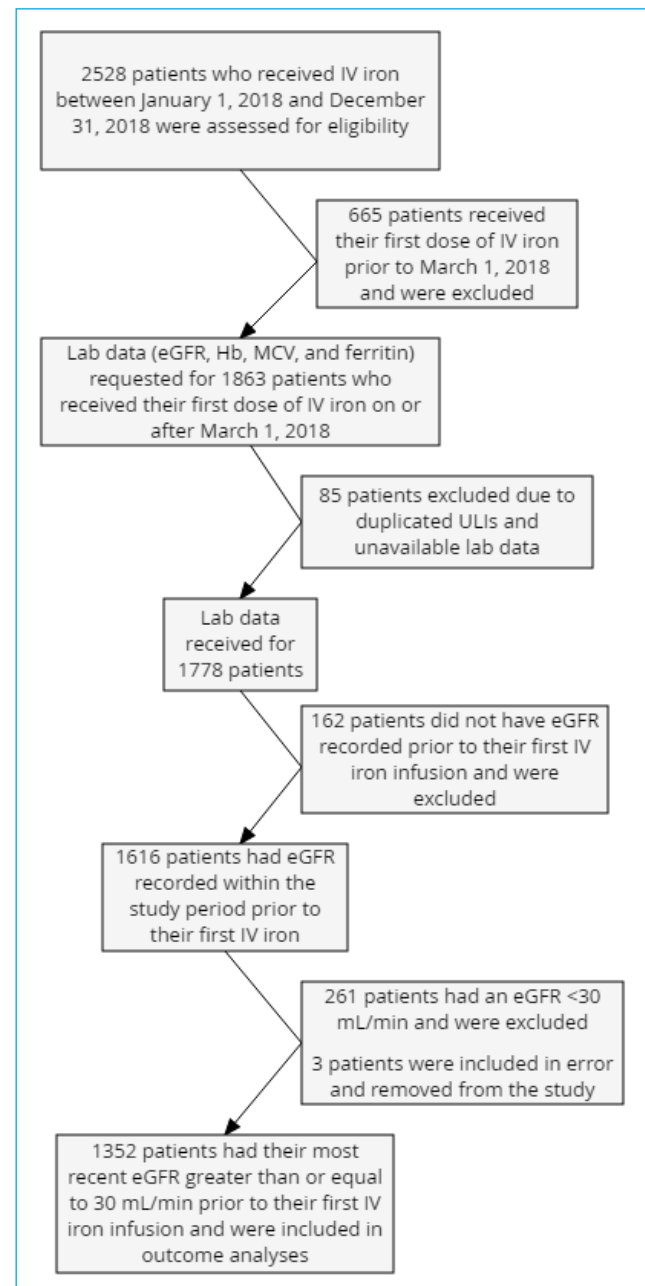 2528 patients who received IV iron
between January 1, 2018 and December
31, 2018 were assessed for eligibility
665 patients received
their first dose of IV iron
prior to March 1, 2018
and were excluded
Lab data (eGFR, Hb, MCV, and ferritin)
requested for 1863 patients who
received their first dose of IV iron on or
after March 1, 2018
85 patients excluded due to
duplicated ULIs and
unavailable lab data
Lab data
received for
1778 patients
162 patients did not have eGFR
recorded prior to their first IV
iron infusion and were
excluded
1616 patients had eGFR
recorded within the
study period prior to
their first IV iron
261 patients had an eGFR <30
mL/min and were excluded
3 patients were included in error
and removed from the study
1352 patients had their most
recent eGFR greater than or equal
to 30 mL/min prior to their first IV
iron infusion and were included in
outcome analyses